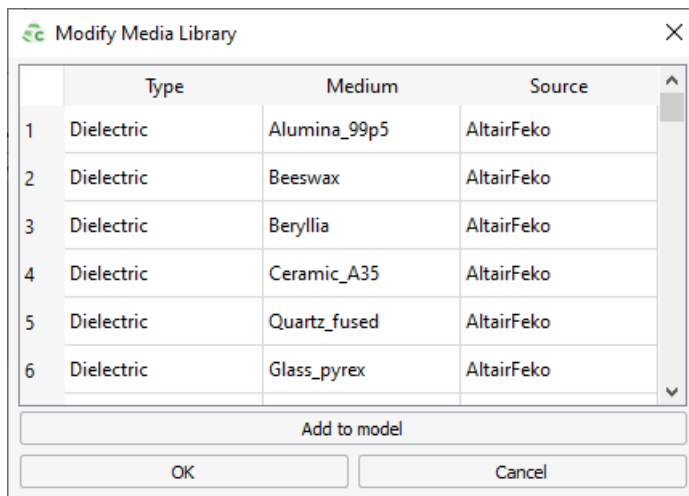 Modify Media Library
Type Medium Source
1 Dielectric Alumina_99p5 AltairFeko
2 Dielectric Beeswax AltairFeko
3 Dielectric Beryllia AltairFeko
4 Dielectric Ceramic_A35 AltairFeko
5 Dielectric Quartz_fused AltairFeko
6 Dielectric Glass_pyrex AltairFeko
Add to model
OK Cancel